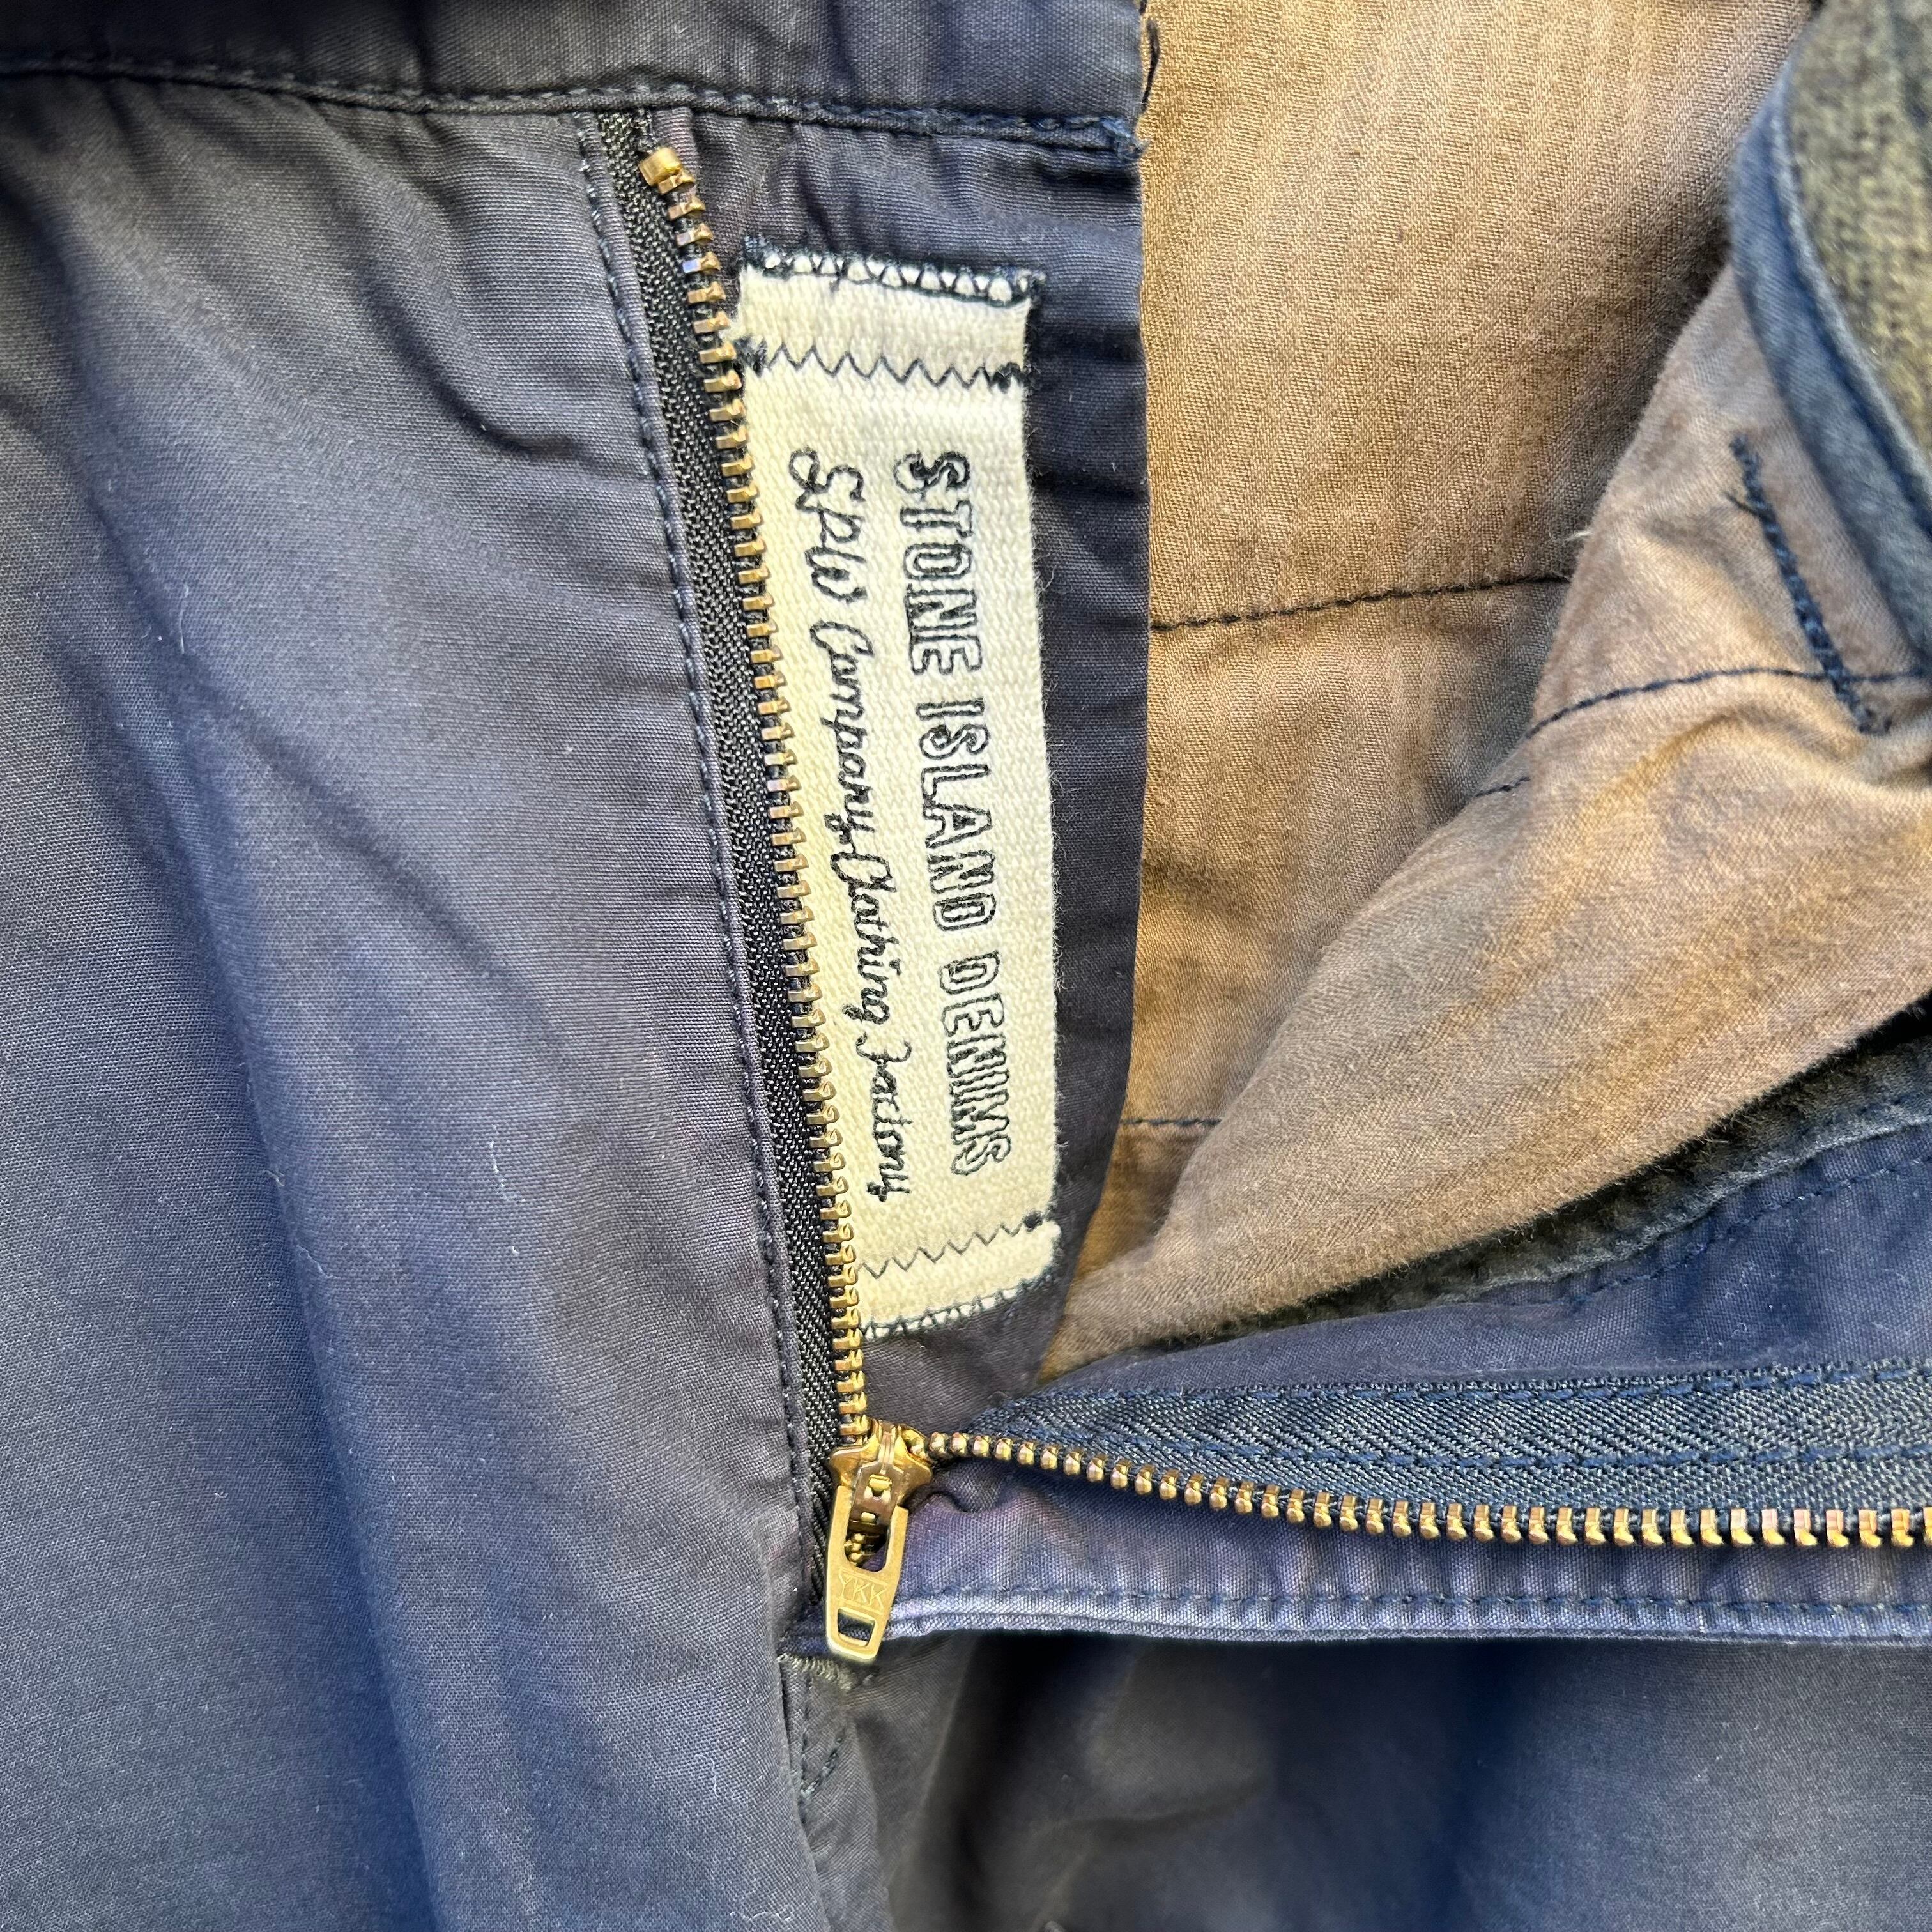 STONE ISLAND DENIMS
SPW Company Clothing Factory
YKK